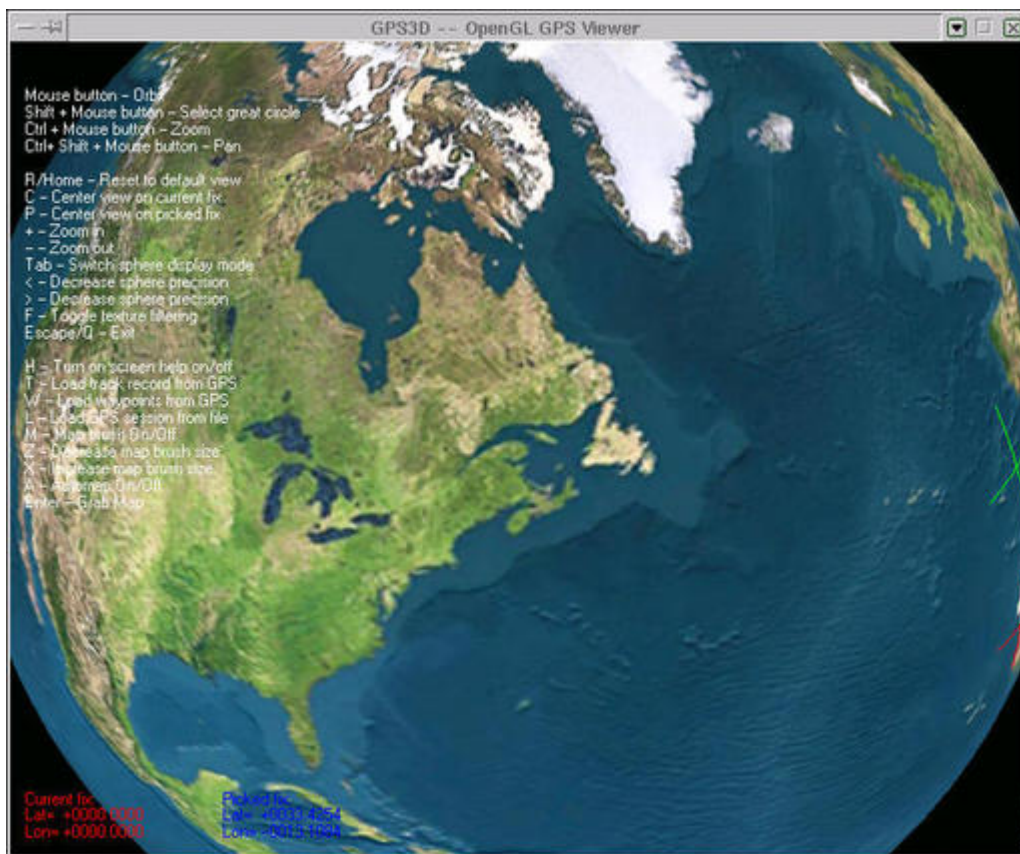 GPS3D -- OpenGL GPS Viewer
Mouse button - Orbit
Shift + Mouse button - Select great circle
Ctrl + Mouse button - Zoom
Ctrl+ Shift + Mouse button - Pan
R/Home - Reset to default view
C - Center view on current fix
P - Center view on picked fix
+ - Zoom in
- - Zoom out
Tab - Switch sphere display mode
< - Decrease sphere precision
> - Decrease sphere precision
F - Toggle texture filtering
Escape/Q - Exit
H - Turn on screen help on/off
T - Load track record from GPS
W - Load waypoints from GPS
L - Load GPS session from file
M - Map brush On/Off
Z - Decrease map brush size
X - Increase map brush size
A - Automap On/Off
Enter - Grab Map
Current fix:
Lat= +0000.0000
Lon= +0000.0000
Picked fix:
Lat= +0033.4354
Lon=